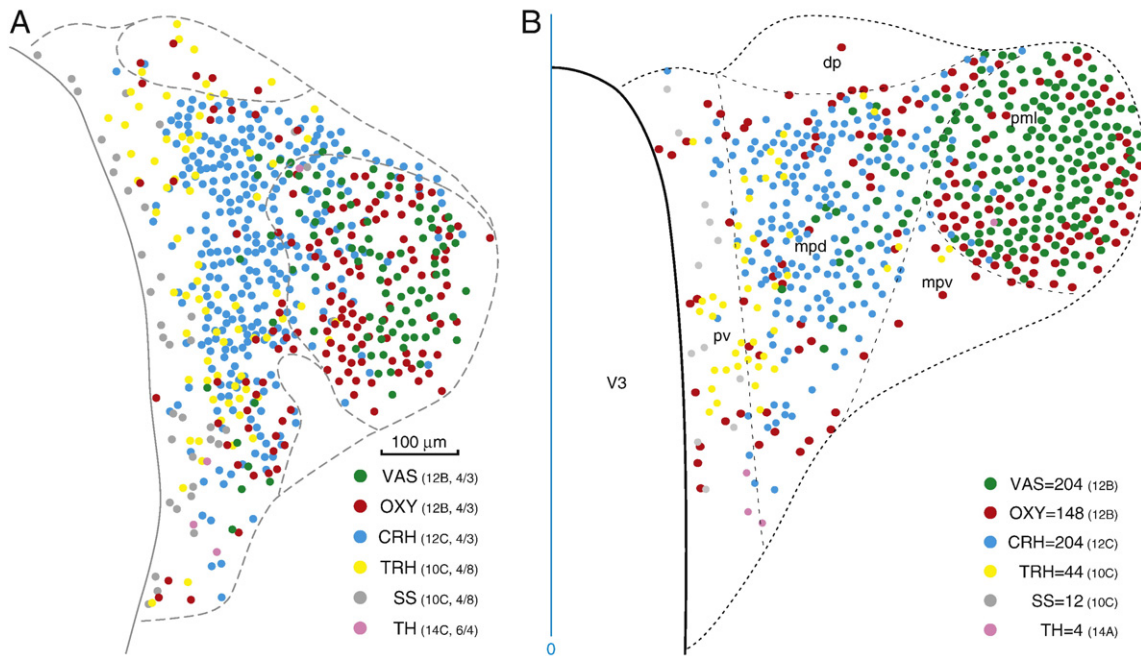 A
100 μm
VAS (12B, 4/3)
OXY (12B, 4/3)
CRH (12C, 4/3)
TRH (10C, 4/8)
SS (10C, 4/8)
TH (14C, 6/4)
B
dp
pml
mpd
mpv
pv
V3
VAS=204 (12B)
OXY=148 (12B)
CRH=204 (12C)
TRH=44 (10C)
SS=12 (10C)
TH=4 (14A)
0